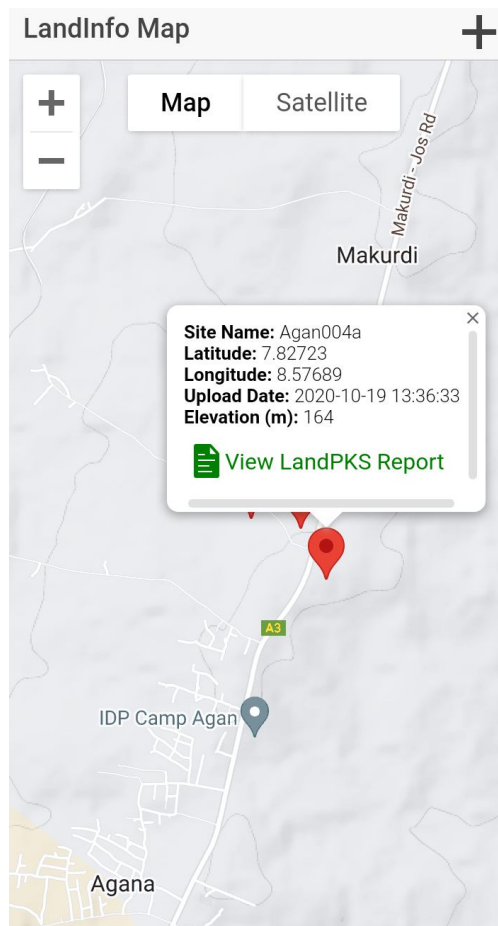 LandInfo Map
Map
Satellite
Makurdi - Jos Rd
Makurdi
Site Name: Agan004a
Latitude: 7.82723
Longitude: 8.57689
Upload Date: 2020-10-19 13:36:33
Elevation (m): 164
View LandPKS Report
A3
IDP Camp Agan
Agana